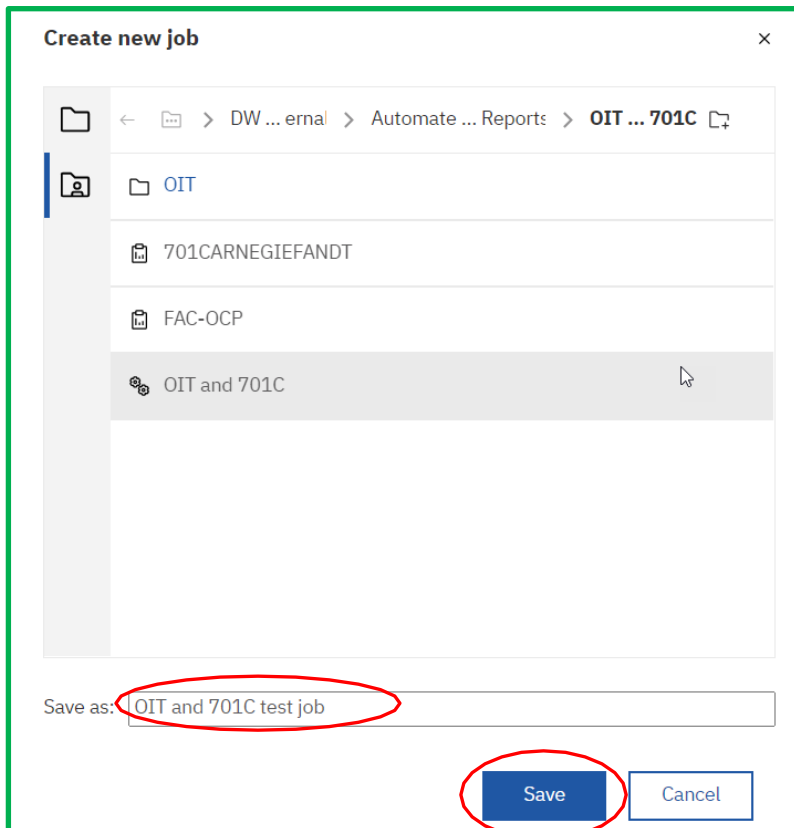 Create new job
DW ... ernal > Automate ... Reports > OIT ... 701C
OIT
701CARNEGIEFANDT
FAC-OCP
OIT and 701C
Save as: OIT and 701C test job
Save Cancel